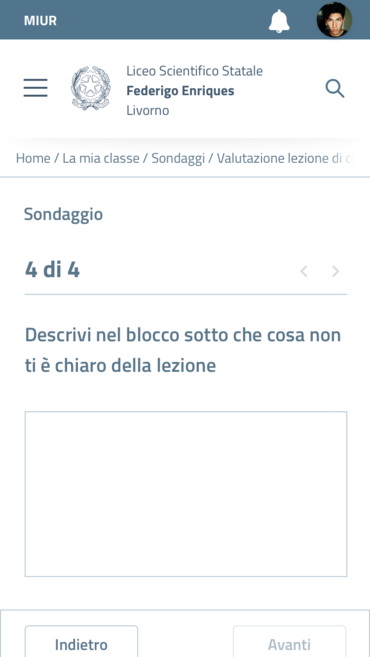 MIUR
Liceo Scientifico Statale
Federigo Enriques
Livorno
Home / La mia classe / Sondaggi / Valutazione lezione di
Sondaggio
4 di 4
Descrivi nel blocco sotto che cosa non
ti è chiaro della lezione
Indietro
Avanti